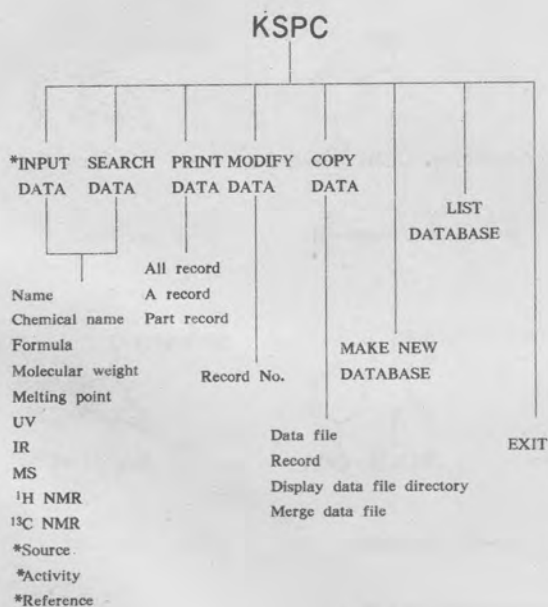 KSPC
*INPUT DATA
SEARCH DATA
PRINT DATA
MODIFY DATA
COPY DATA
LIST DATABASE
Name
Chemical name
Formula
Molecular weight
Melting point
UV
IR
MS
¹H NMR
¹³C NMR
*Source
*Activity
*Reference
All record
A record
Part record
Record No.
Data file
Record
Display data file directory
Merge data file
MAKE NEW
DATABASE
EXIT